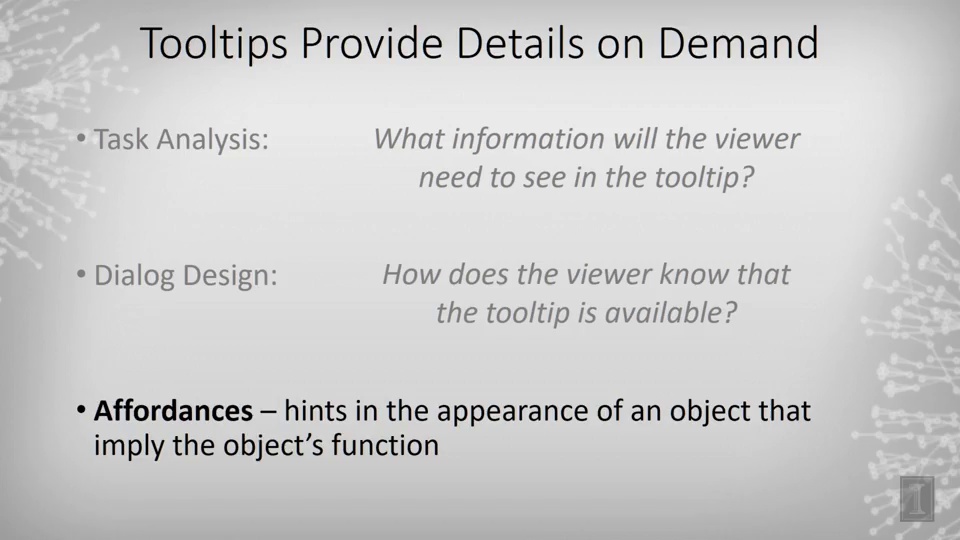 Tooltips Provide Details on Demand
• Task Analysis: What information will the viewer
need to see in the tooltip?
• Dialog Design: How does the viewer know that
the tooltip is available?
• Affordances – hints in the appearance of an object that
imply the object's function
I